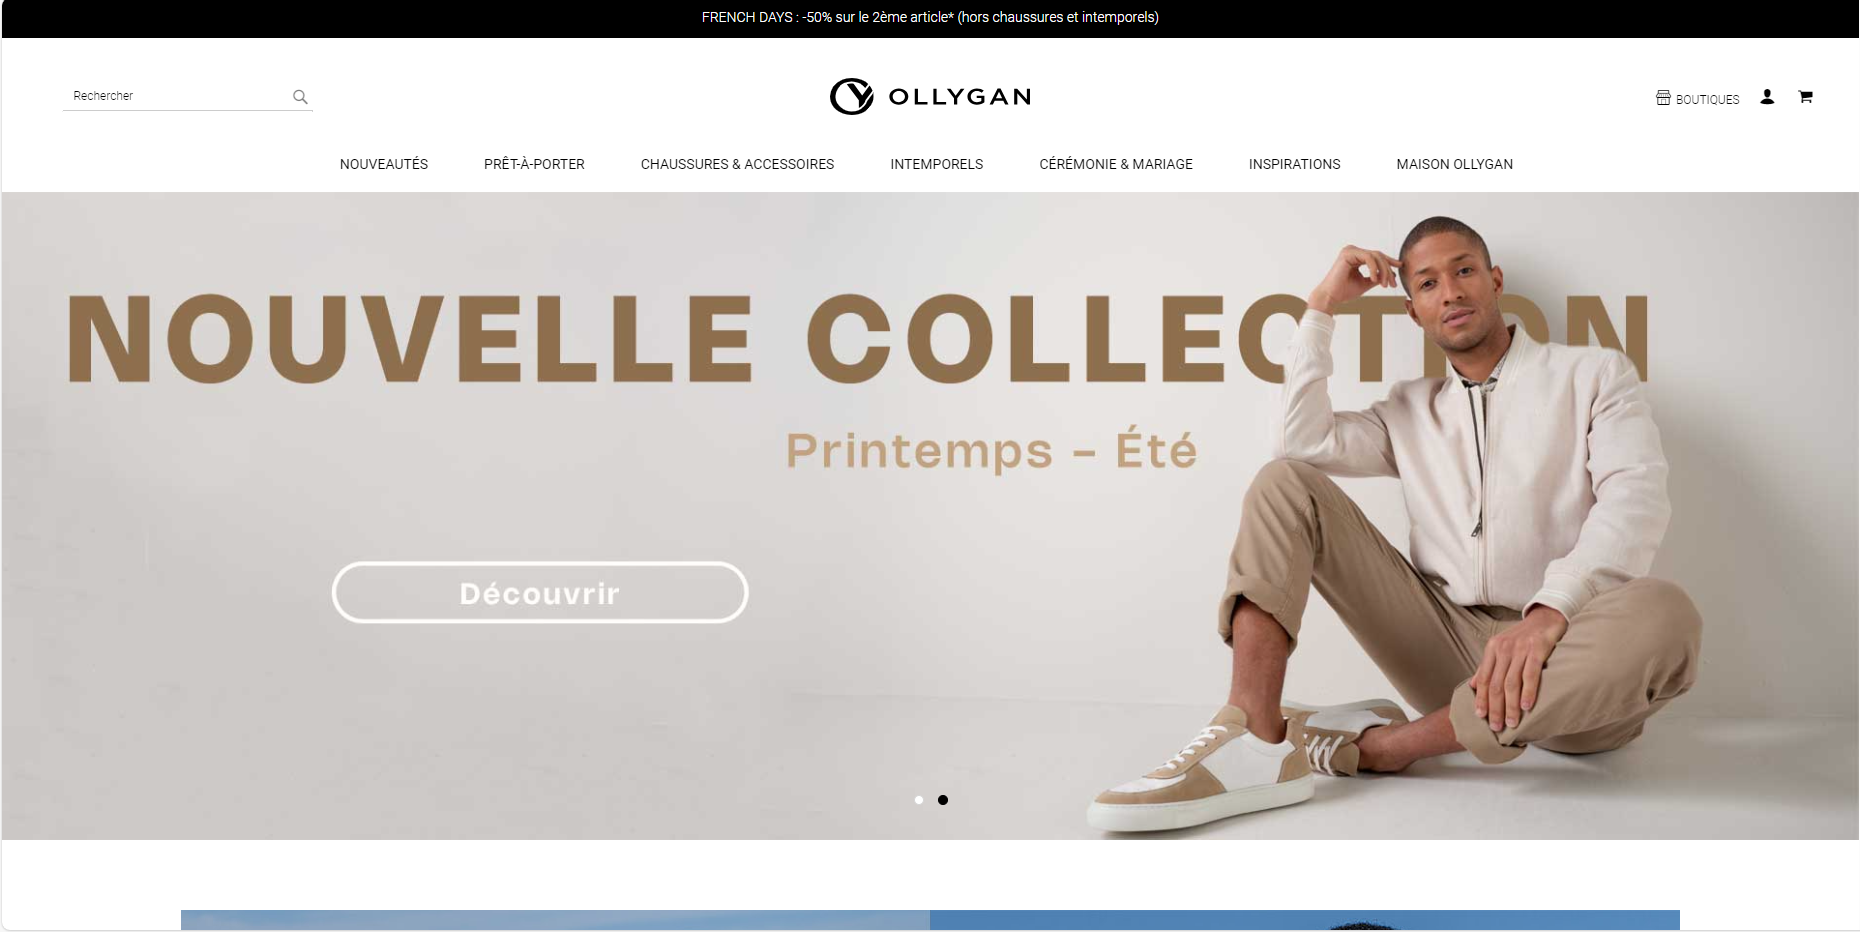 FRENCH DAYS : -50% sur le 2ème article* (hors chaussures et intemporels)
Rechercher
OLLYGAN
BOUTIQUES
NOUVEAUTÉS PRÊT-À-PORTER CHAUSSURES & ACCESSOIRES INTEMPORELS CÉRÉMONIE & MARIAGE INSPIRATIONS MAISON OLLYGAN
NOUVELLE COLLECTION
Printemps - Été
Découvrir